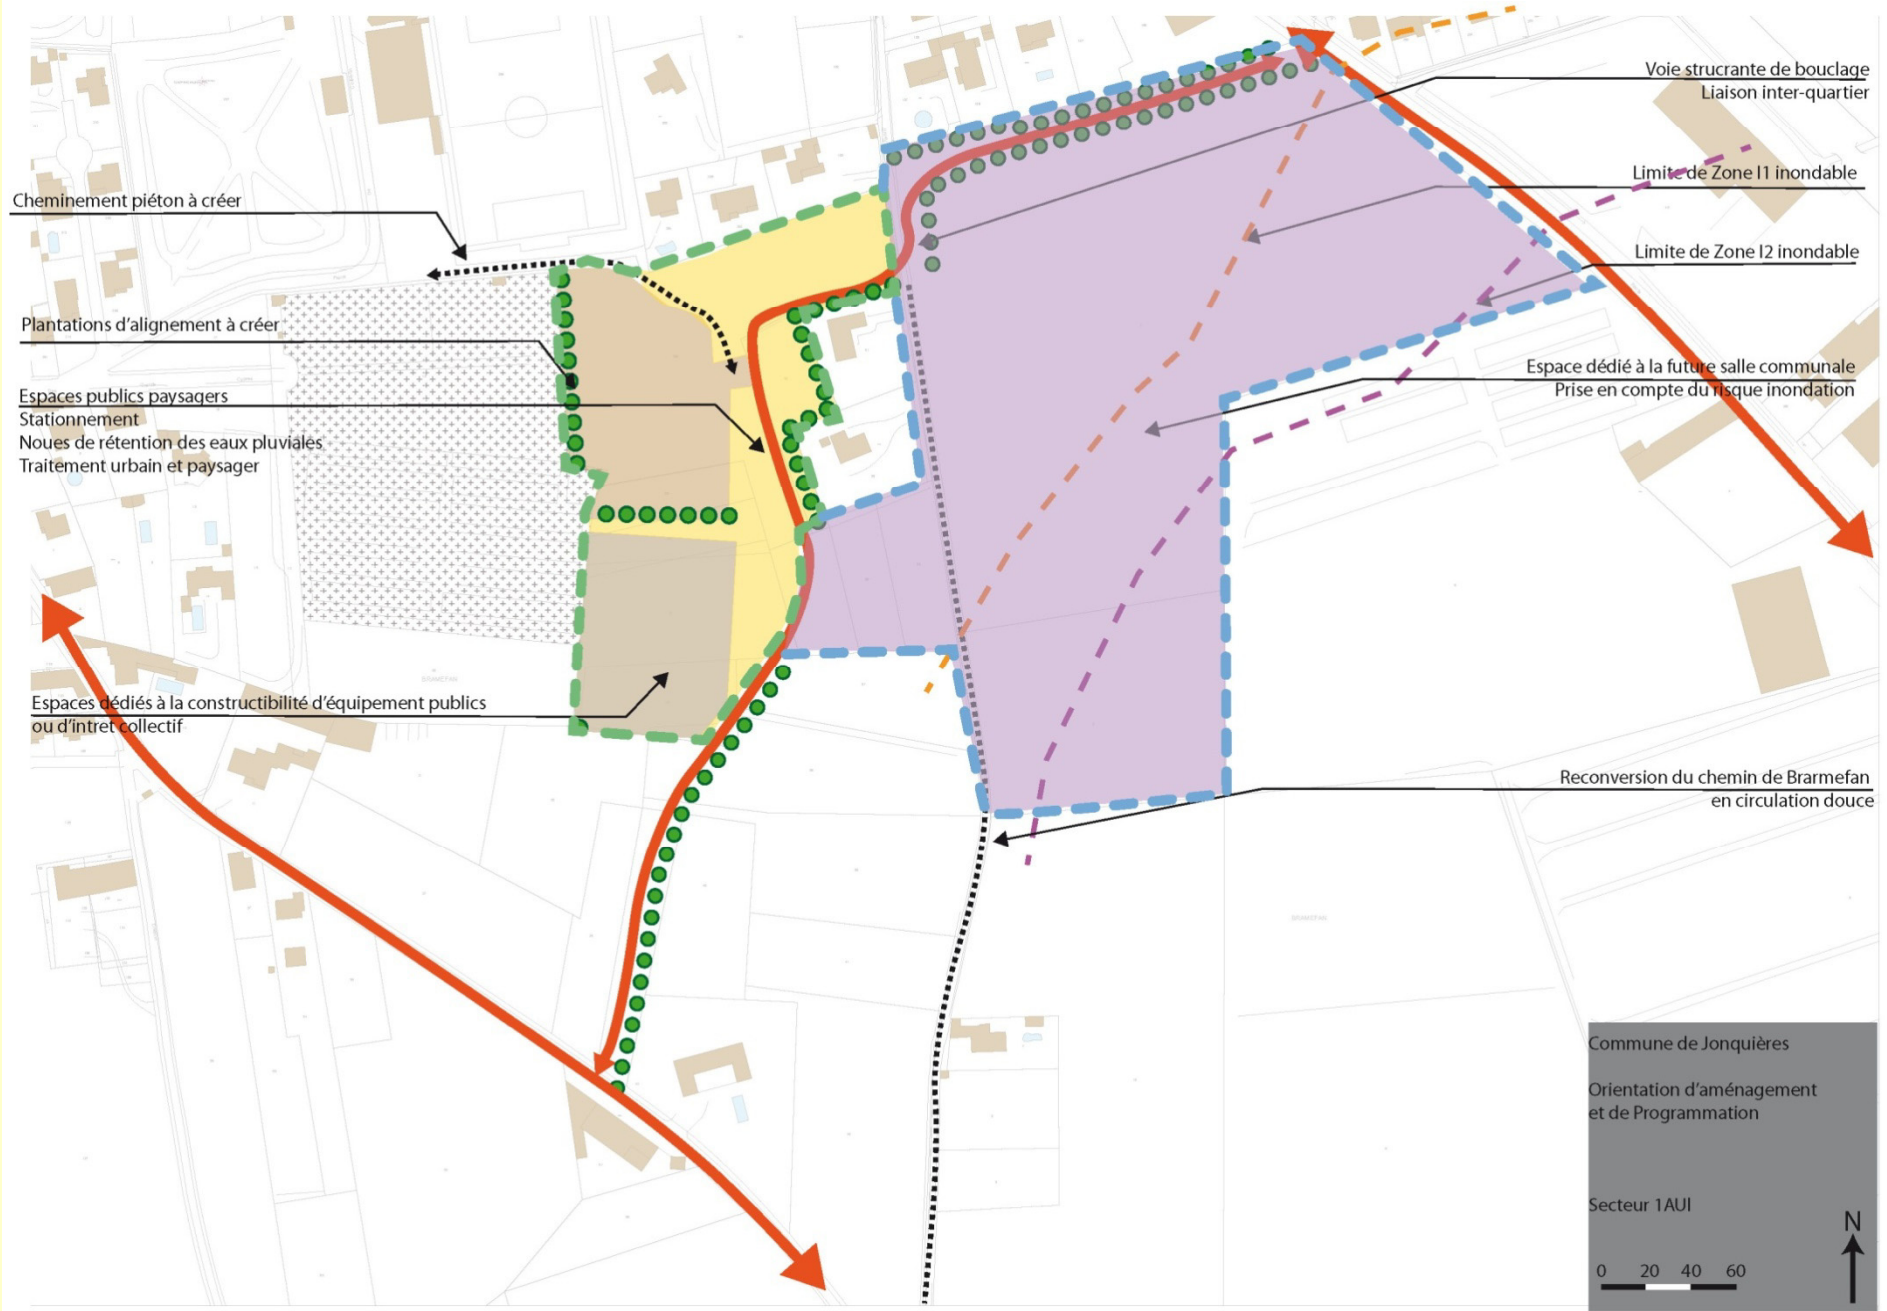 Voie strucrante de bouclage
Liaison inter-quartier
Limite de Zone I1 inondable
Cheminement piéton à créer
Limite de Zone I2 inondable
Plantations d'alignement à créer
Espace dédié à la future salle communale
Prise en compte du risque inondation
Espaces publics paysagers
Stationnement
Noues de rétention des eaux pluviales
Traitement urbain et paysager
Espaces dédiés à la constructibilité d'équipement publics
ou d'intret collectif
Reconversion du chemin de Brarmefan
en circulation douce
Commune de Jonquières
Orientation d'aménagement
et de Programmation
Secteur 1AUl
N
0 20 40 60